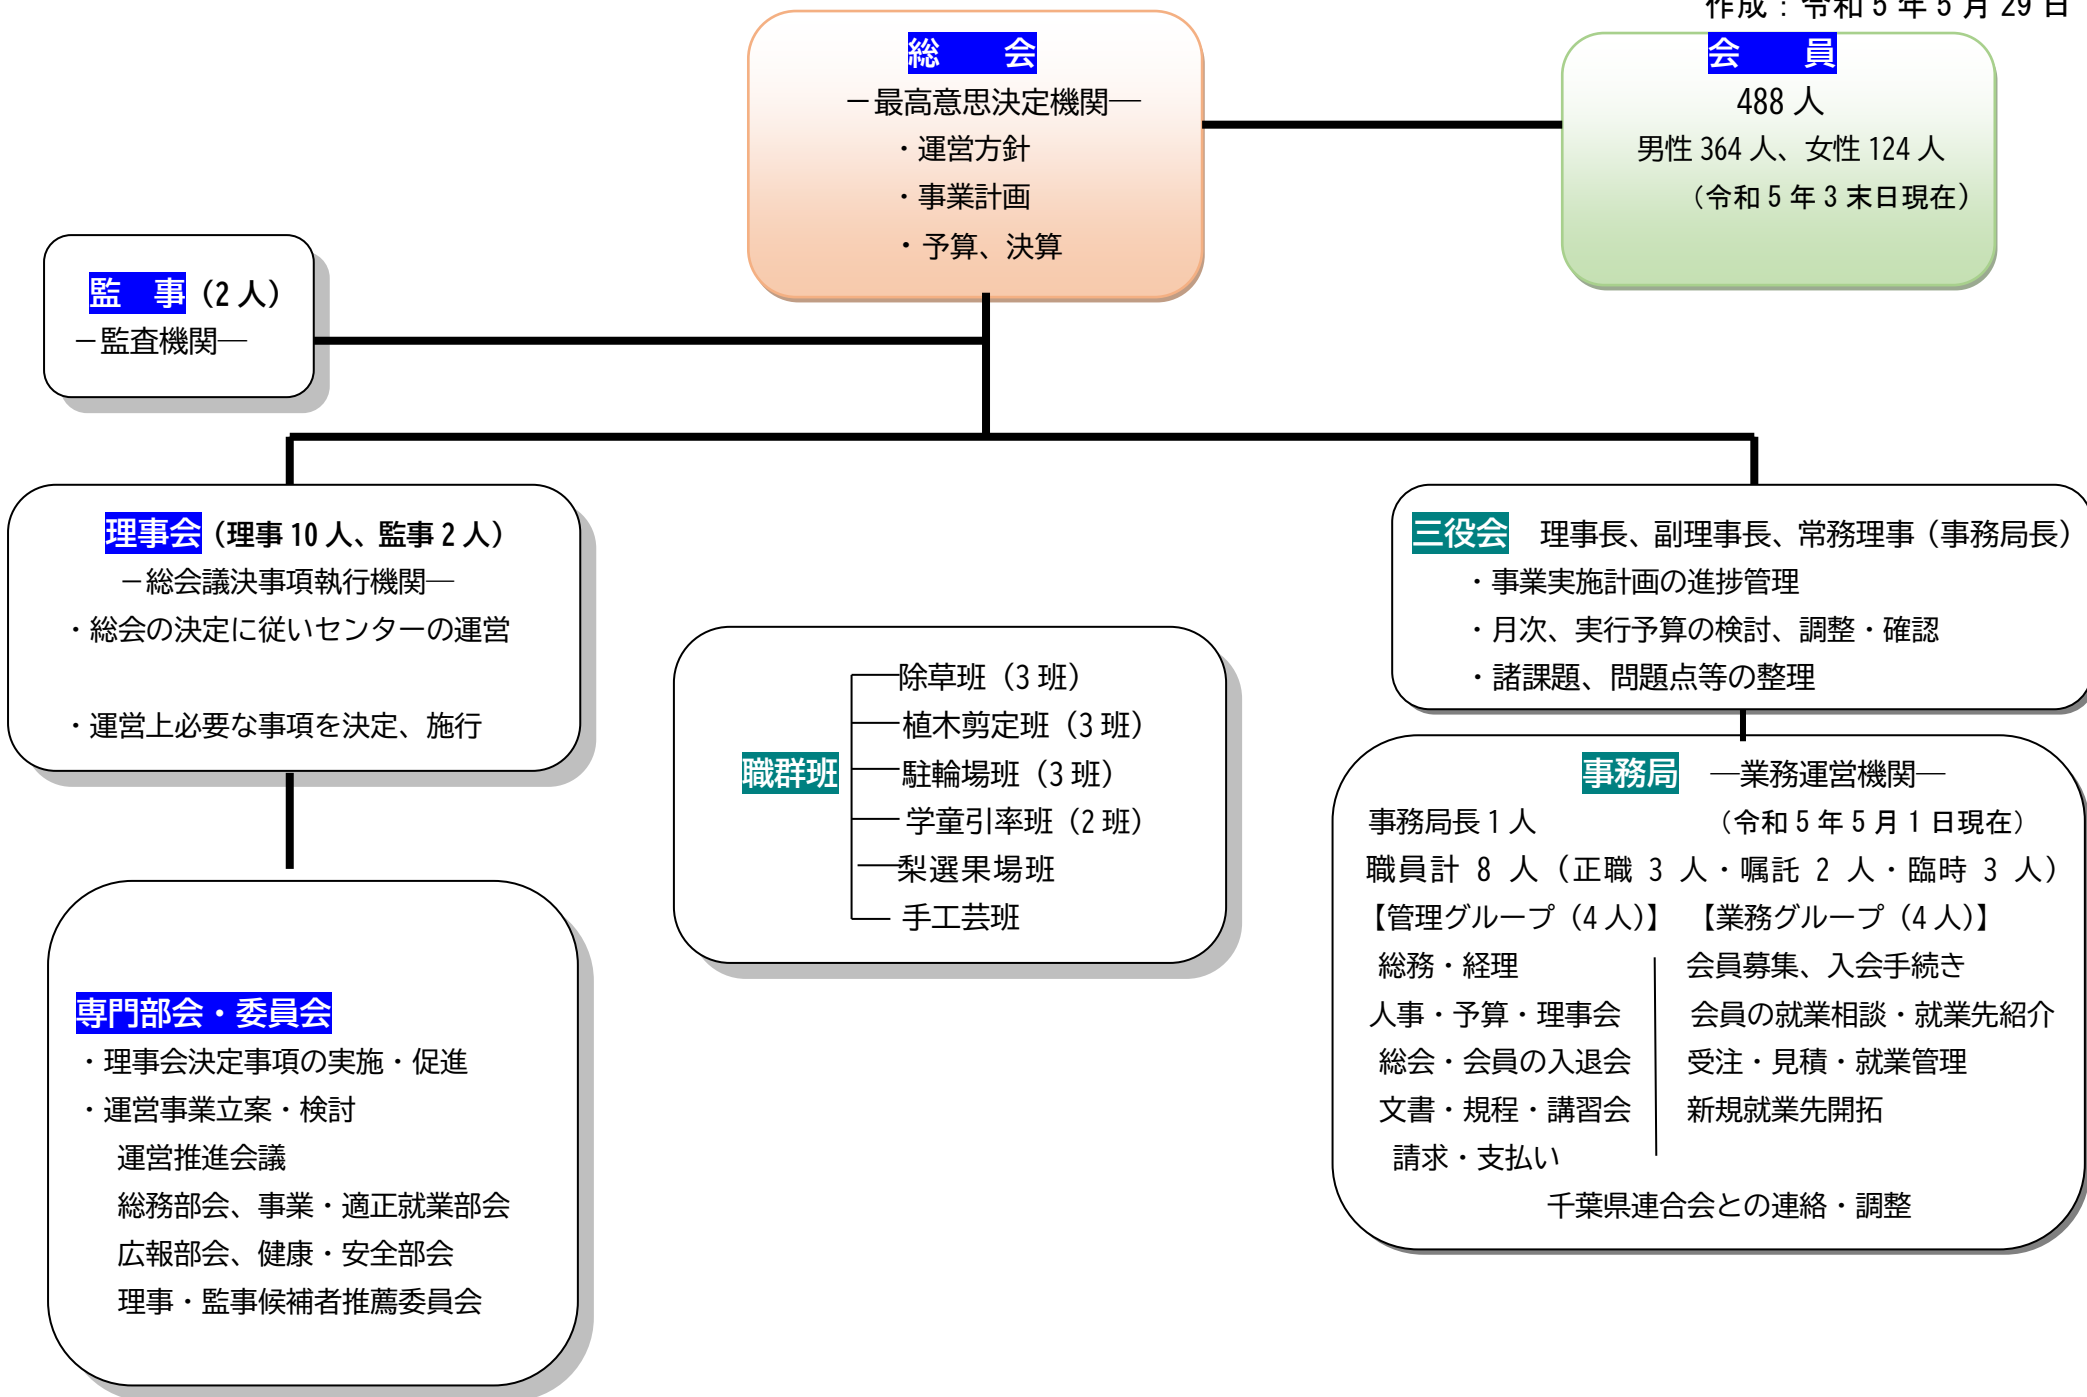 作成：令和5年5月29日
総　　会
－最高意思決定機関―
・運営方針
・事業計画
・予算、決算
会　　員
488人
男性364人、女性124人
（令和5年3末日現在）
監　事（2人）
－監査機関―
理事会（理事10人、監事2人）
－総会議決事項執行機関―
・総会の決定に従いセンターの運営
・運営上必要な事項を決定、施行
専門部会・委員会
・理事会決定事項の実施・促進
・運営事業立案・検討
運営推進会議
総務部会、事業・適正就業部会
広報部会、健康・安全部会
理事・監事候補者推薦委員会
職群班
除草班（3班）
植木剪定班（3班）
駐輪場班（3班）
学童引率班（2班）
梨選果場班
手工芸班
三役会　理事長、副理事長、常務理事（事務局長）
・事業実施計画の進捗管理
・月次、実行予算の検討、調整・確認
・諸課題、問題点等の整理
事務局　―業務運営機関―
事務局長1人　（令和5年5月1日現在）
職員計 8 人（正職 3 人・嘱託 2 人・臨時 3 人）
【管理グループ（4人）】　【業務グループ（4人）】
総務・経理　会員募集、入会手続き
人事・予算・理事会　会員の就業相談・就業先紹介
総会・会員の入退会　受注・見積・就業管理
文書・規程・講習会　新規就業先開拓
請求・支払い
千葉県連合会との連絡・調整